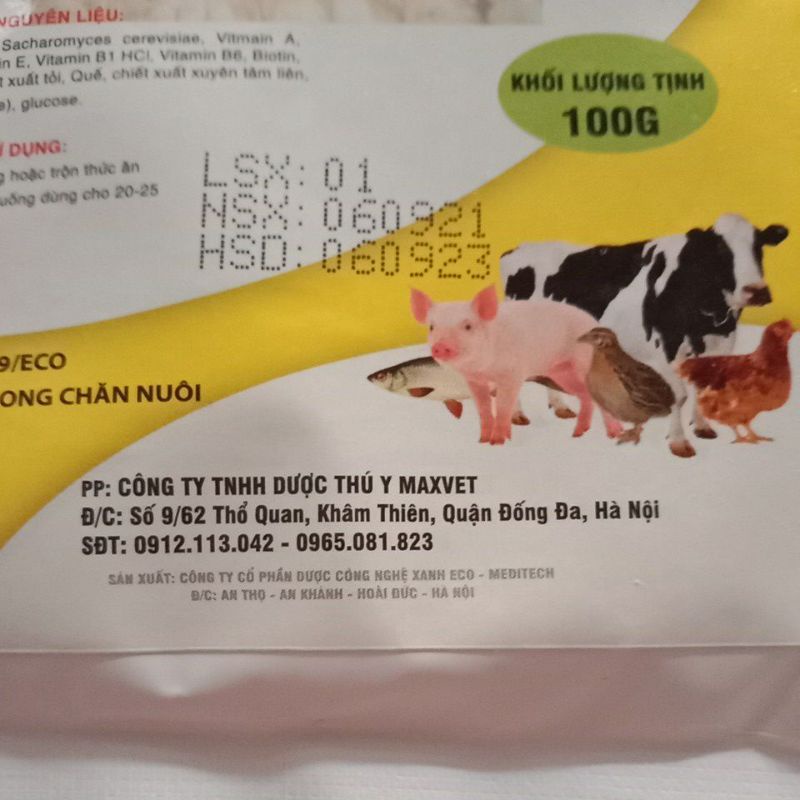 NGUYÊN LIỆU:
Sacharomyces cerevisiae, Vitmain A,
in E, Vitamin B1 HCl, Vitamin B6, Biotin,
t xuất tỏi, Quế, chiết xuất xuyên tâm liên,
e), glucose.
KHỐI LƯỢNG TỊNH
100G
Ử DỤNG:
g hoặc trộn thức ăn
uống dùng cho 20-25
LSX: 01
NSX: 060921
HSD: 060923
9/ECO
ONG CHĂN NUÔI
PP: CÔNG TY TNHH DƯỢC THÚ Y MAXVET
Đ/C: Số 9/62 Thổ Quan, Khâm Thiên, Quận Đống Đa, Hà Nội
SĐT: 0912.113.042 - 0965.081.823
SẢN XUẤT: CÔNG TY CỔ PHẦN DƯỢC CÔNG NGHỆ XANH ECO - MEDITECH
Đ/C: AN THỌ - AN KHÁNH - HOÀI ĐỨC - HÀ NỘI